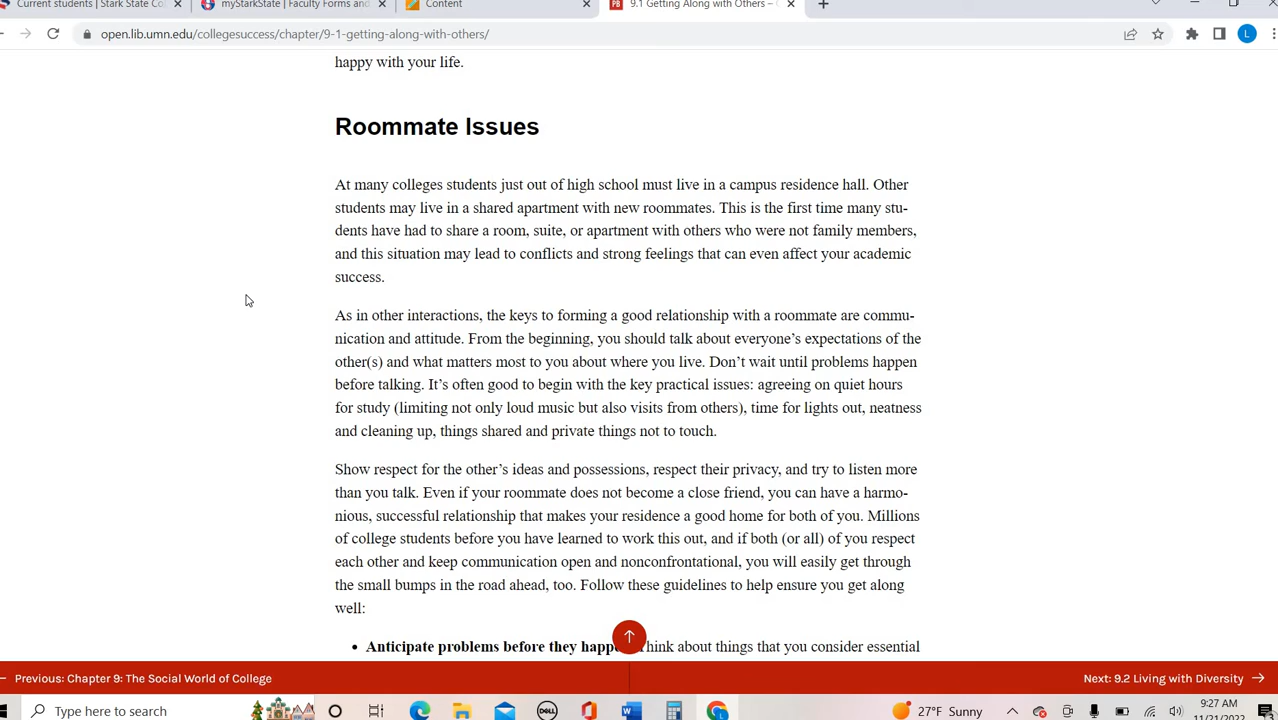 Current students | Stark State Co
myStarkState | Faculty Forms and
Content
9.1 Getting Along with Others –
open.lib.umn.edu/collegesuccess/chapter/9-1-getting-along-with-others/
L
happy with your life.
Roommate Issues
At many colleges students just out of high school must live in a campus residence hall. Other
students may live in a shared apartment with new roommates. This is the first time many stu-
dents have had to share a room, suite, or apartment with others who were not family members,
and this situation may lead to conflicts and strong feelings that can even affect your academic
success.
As in other interactions, the keys to forming a good relationship with a roommate are commu-
nication and attitude. From the beginning, you should talk about everyone’s expectations of the
other(s) and what matters most to you about where you live. Don’t wait until problems happen
before talking. It’s often good to begin with the key practical issues: agreeing on quiet hours
for study (limiting not only loud music but also visits from others), time for lights out, neatness
and cleaning up, things shared and private things not to touch.
Show respect for the other’s ideas and possessions, respect their privacy, and try to listen more
than you talk. Even if your roommate does not become a close friend, you can have a harmo-
nious, successful relationship that makes your residence a good home for both of you. Millions
of college students before you have learned to work this out, and if both (or all) of you respect
each other and keep communication open and nonconfrontational, you will easily get through
the small bumps in the road ahead, too. Follow these guidelines to help ensure you get along
well:
• Anticipate problems before they happ hink about things that you consider essential
Previous: Chapter 9: The Social World of College
Next: 9.2 Living with Diversity
Type here to search
DELL
27°F Sunny
9:27 AM